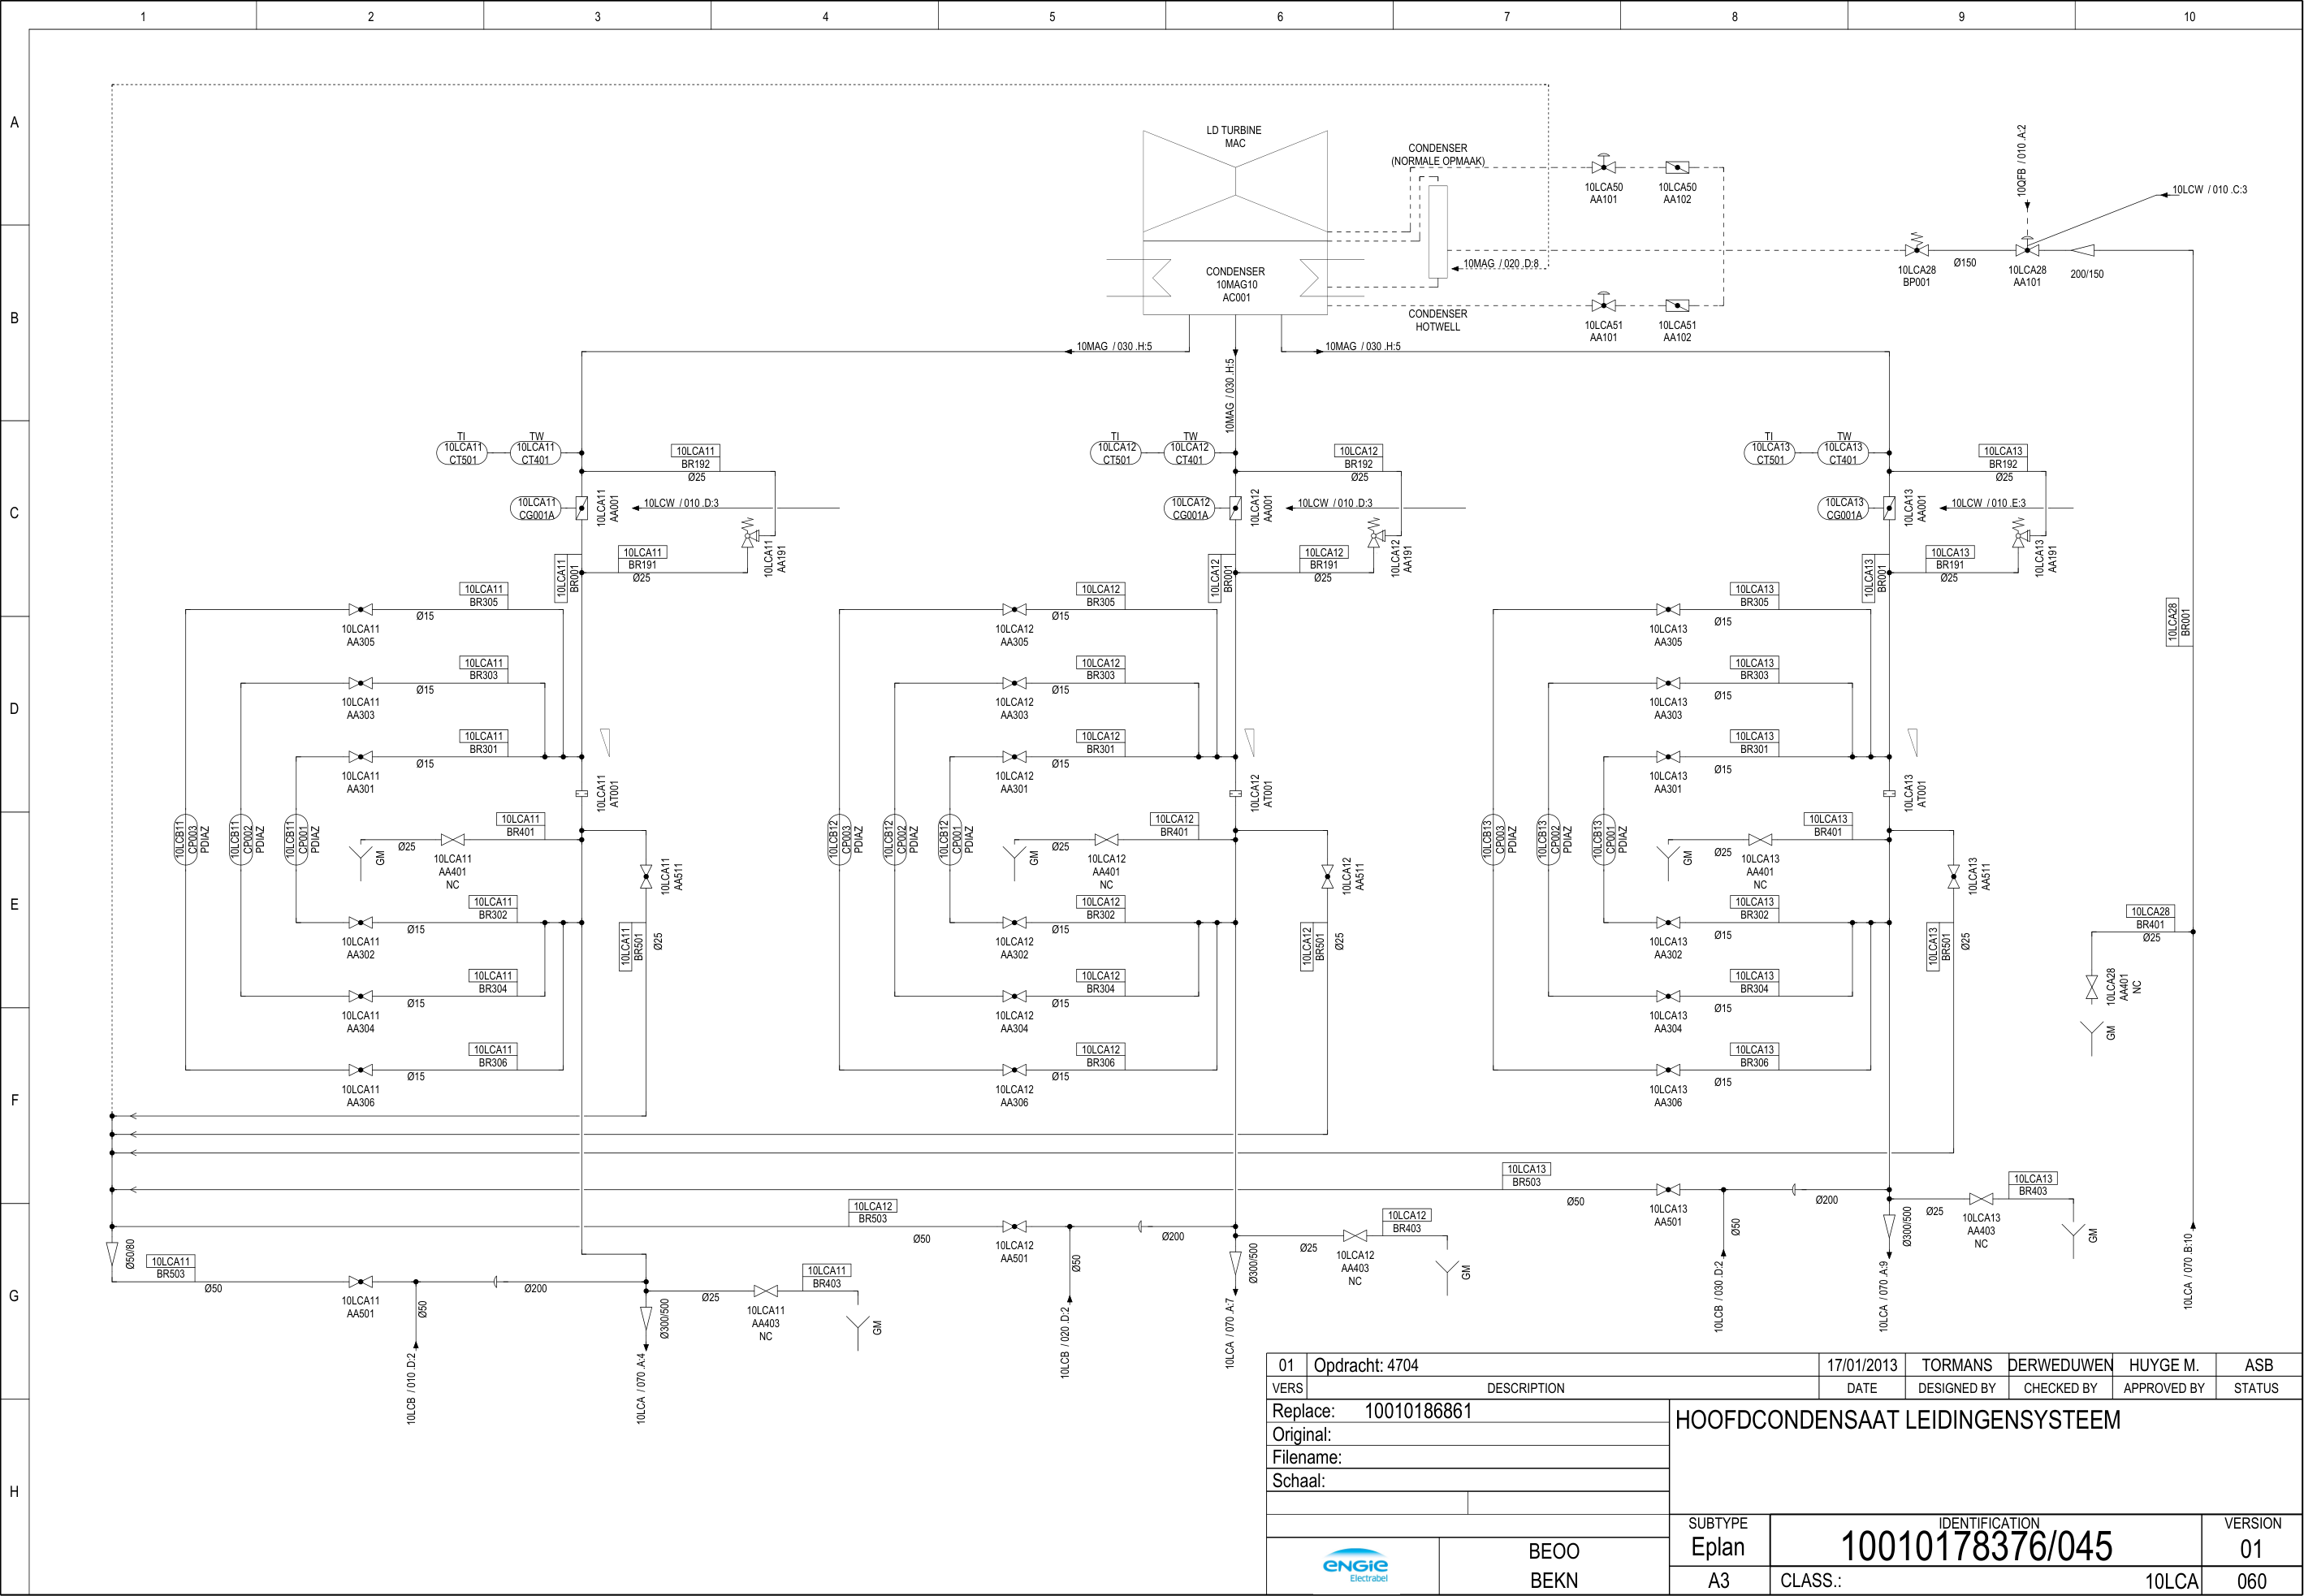 1 2 3 4 5 6 7 8 9 10
A
B
C
D
E
F
G
H
LD TURBINE
MAC
CONDENSER
(NORMALE OPMAAK)
10LCA50
AA101
10LCA50
AA102
10QFB / 010 .A:2
10LCW / 010 .C:3
CONDENSER
10MAG10
AC001
10MAG / 020 .D:8
10LCA28
BP001
Ø150
10LCA28
AA101
200/150
CONDENSER
HOTWELL
10LCA51
AA101
10LCA51
AA102
10MAG / 030 .H:5
10MAG / 030 .H:5
10MAG / 030 .H:5
TI
10LCA11
CT501
TW
10LCA11
CT401
10LCA11
BR192
Ø25
10LCA11
CG001A
10LCA11
AA001
10LCW / 010 .D:3
10LCA11
AA191
10LCA11
BR191
Ø25
10LCA11
BR001
10LCA11
BR305
Ø15
10LCA11
AA305
10LCA11
BR303
Ø15
10LCA11
AA303
10LCA11
BR301
Ø15
10LCA11
AA301
10LCA11
AT001
10LCB11
CP003
PDIAZ
10LCB11
CP002
PDIAZ
10LCB11
CP001
PDIAZ
10LCA11
BR401
Ø25
GM
10LCA11
AA401
NC
10LCA11
AA511
10LCA11
BR302
Ø15
10LCA11
AA302
10LCA11
BR501
Ø25
10LCA11
BR304
Ø15
10LCA11
AA304
10LCA11
BR306
Ø15
10LCA11
AA306
TI
10LCA12
CT501
TW
10LCA12
CT401
10LCA12
BR192
Ø25
10LCA12
CG001A
10LCA12
AA001
10LCW / 010 .D:3
10LCA12
AA191
10LCA12
BR191
Ø25
10LCA12
BR001
10LCA12
BR305
Ø15
10LCA12
AA305
10LCA12
BR303
Ø15
10LCA12
AA303
10LCA12
BR301
Ø15
10LCA12
AA301
10LCA12
AT001
10LCB12
CP003
PDIAZ
10LCB12
CP002
PDIAZ
10LCB12
CP001
PDIAZ
10LCA12
BR401
Ø25
GM
10LCA12
AA401
NC
10LCA12
AA511
10LCA12
BR302
Ø15
10LCA12
AA302
10LCA12
BR501
Ø25
10LCA12
BR304
Ø15
10LCA12
AA304
10LCA12
BR306
Ø15
10LCA12
AA306
TI
10LCA13
CT501
TW
10LCA13
CT401
10LCA13
BR192
Ø25
10LCA13
CG001A
10LCA13
AA001
10LCW / 010 .E:3
10LCA13
AA191
10LCA13
BR191
Ø25
10LCA13
BR001
10LCA13
BR305
Ø15
10LCA13
AA305
10LCA13
BR303
Ø15
10LCA13
AA303
10LCA13
BR301
Ø15
10LCA13
AA301
10LCA13
AT001
10LCB13
CP003
PDIAZ
10LCB13
CP002
PDIAZ
10LCB13
CP001
PDIAZ
10LCA13
BR401
Ø25
GM
10LCA13
AA401
NC
10LCA13
AA511
10LCA13
BR302
Ø15
10LCA13
AA302
10LCA13
BR501
Ø25
10LCA13
BR304
Ø15
10LCA13
AA304
10LCA13
BR306
Ø15
10LCA13
AA306
10LCA28
BR001
10LCA28
BR401
Ø25
10LCA28
AA401
NC
GM
10LCA / 070 .B:10
10LCA13
BR503
Ø50
10LCA13
AA501
Ø50
Ø200
10LCB / 030 .D:2
10LCA13
BR403
Ø25
Ø300/500
10LCA13
AA403
NC
GM
10LCA / 070 .A:9
10LCA12
BR503
Ø50
10LCA12
AA501
Ø50
Ø200
10LCB / 020 .D:2
10LCA12
BR403
Ø25
Ø300/500
10LCA12
AA403
NC
GM
10LCA / 070 .A:7
Ø50/80
10LCA11
BR503
Ø50
10LCA11
AA501
Ø50
Ø200
10LCB / 010 .D:2
10LCA11
BR403
Ø25
Ø300/500
10LCA11
AA403
NC
GM
10LCA / 070 .A:4
01 Opdracht: 4704 17/01/2013 TORMANS DERWEDUWEN HUYGE M. ASB
VERS DESCRIPTION DATE DESIGNED BY CHECKED BY APPROVED BY STATUS
Replace: 10010186861
Original:
Filename:
Schaal:
HOOFDCONDENSAAT LEIDINGENSYSTEEM
SUBTYPE IDENTIFICATION VERSION
Eplan 10010178376/045 01
A3 CLASS.: 10LCA 060
ENGIE
Electrabel
BEOO
BEKN